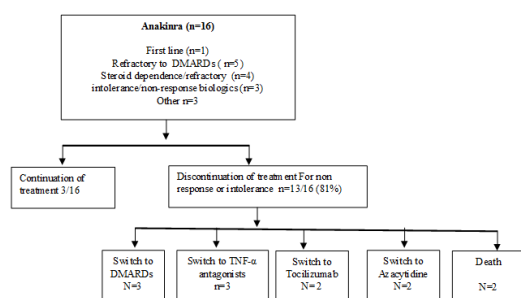 Anakinra (n=16)
First line (n=1)
Refractory to DMARDs ( n=5)
Steroid dependence/refractory (n=4)
intolerance/non-response biologics (n=3)
Other n=3
Continuation of
treatment 3/16
Discontinuation of treatment For non
response or intolerance n=13/16 (81%)
Switch to
DMARDs
N=3
Switch to TNF-α
antagonists
n=3
Switch to
Tocilizumab
N= 2
Switch to
Azacytidine
N=2
Death
N=2